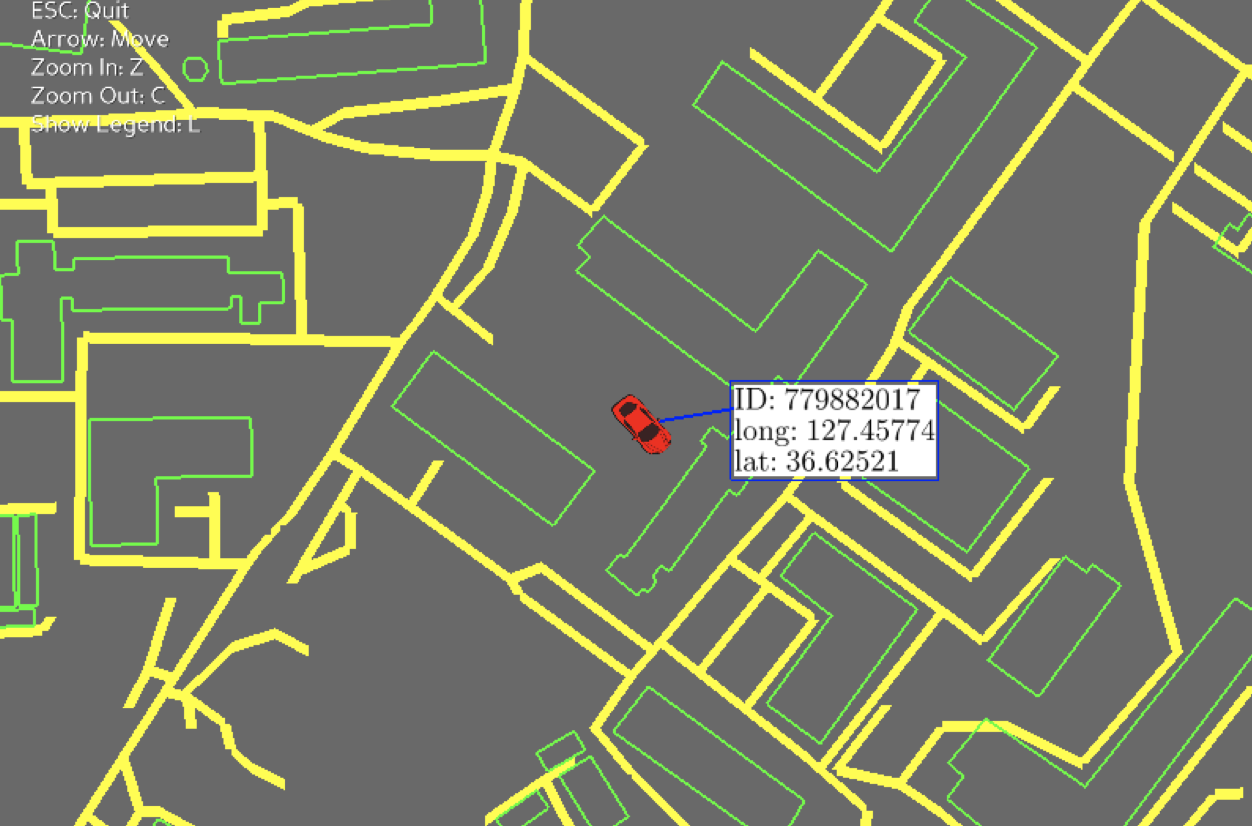 ESC: Quit
Arrow: Move
Zoom In: Z
Zoom Out: C
Show Legend: L
ID: 779882017
long: 127.45774
lat: 36.62521